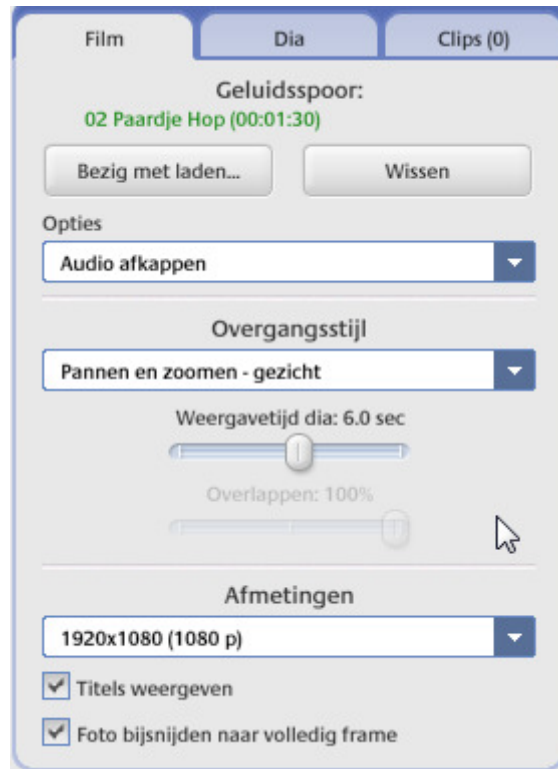 Film Dia Clips (0)
Geluidsspoor:
02 Paardje Hop (00:01:30)
Bezig met laden... Wissen
Opties
Audio afkappen
Overgangsstijl
Pannen en zoomen - gezicht
Weergavetijd dia: 6.0 sec
Overlappen: 100%
Afmetingen
1920x1080 (1080 p)
Titels weergeven
Foto bijsnijden naar volledig frame